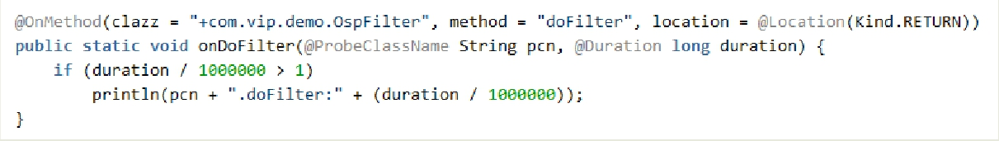 @OnMethod(clazz = "+com.vip.demo.OspFilter", method = "doFilter", location = @Location(Kind.RETURN))
public static void onDoFilter(@ProbeClassName String pcn, @Duration long duration) {
    if (duration / 1000000 > 1)
        println(pcn + ".doFilter:" + (duration / 1000000));
}